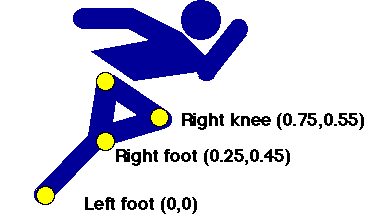 Right knee (0.75,0.55)
Right foot (0.25,0.45)
Left foot (0,0)